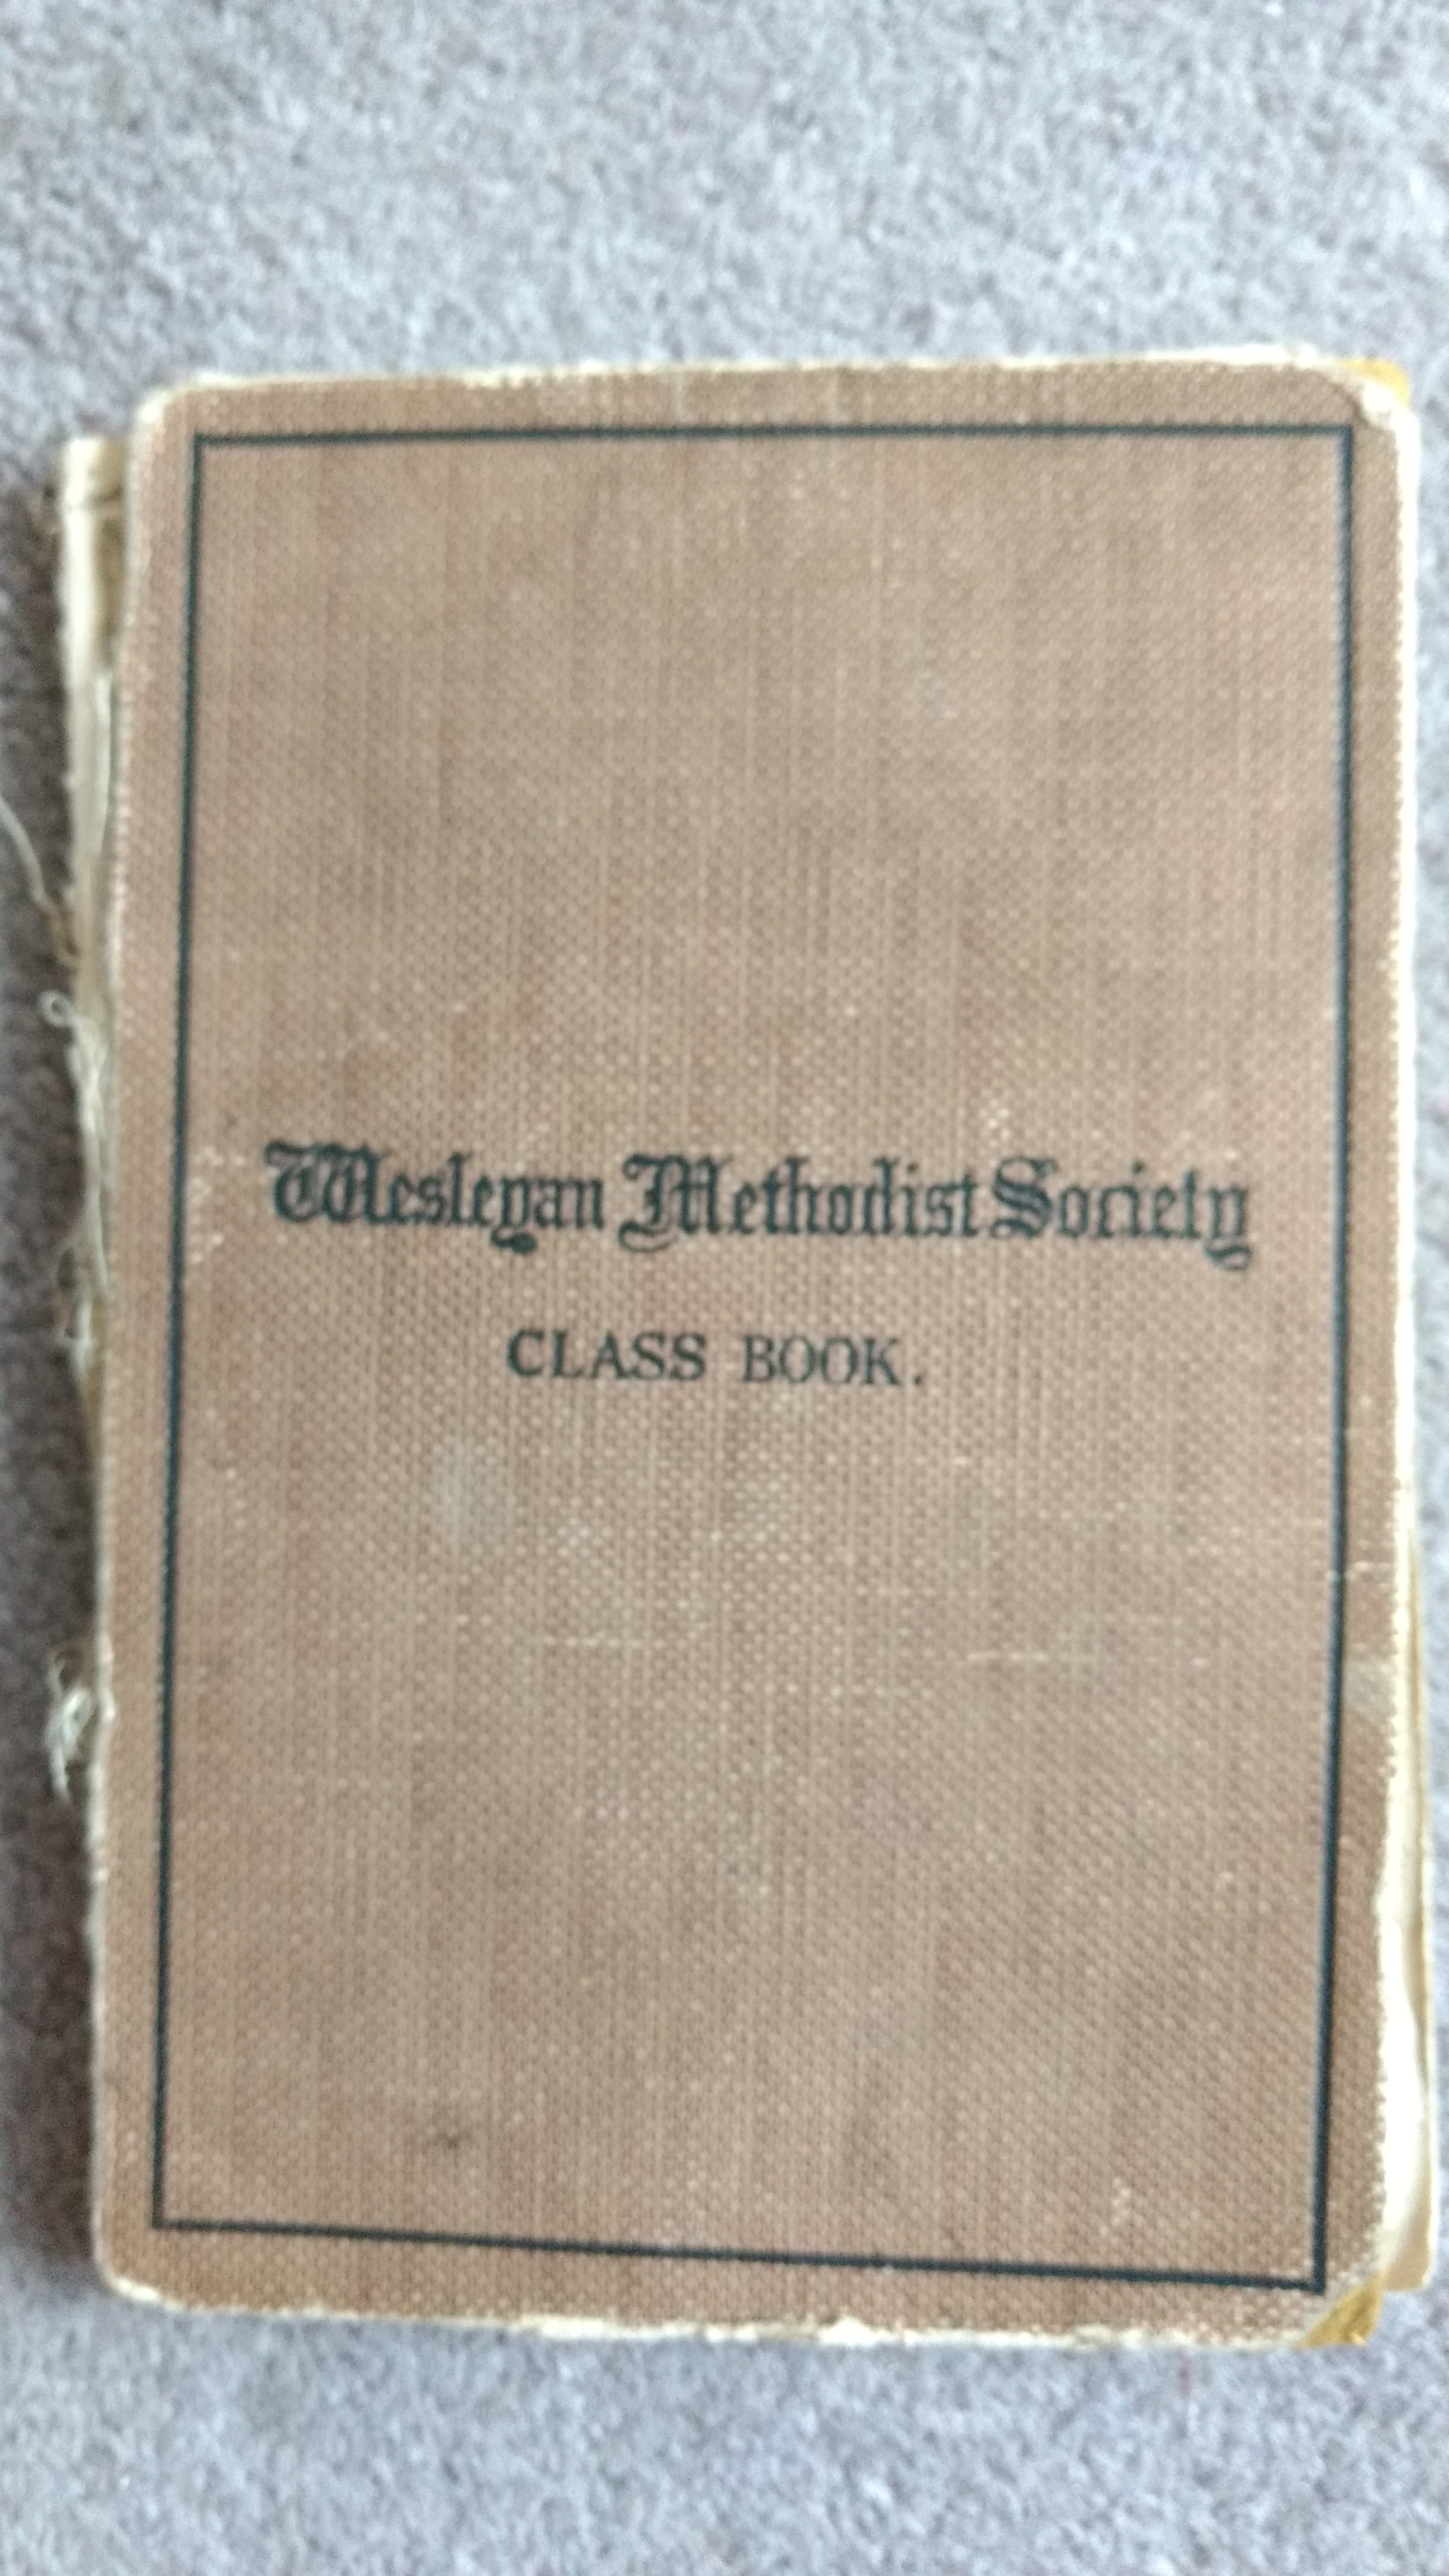 Wesleyan Methodist Society
CLASS BOOK.